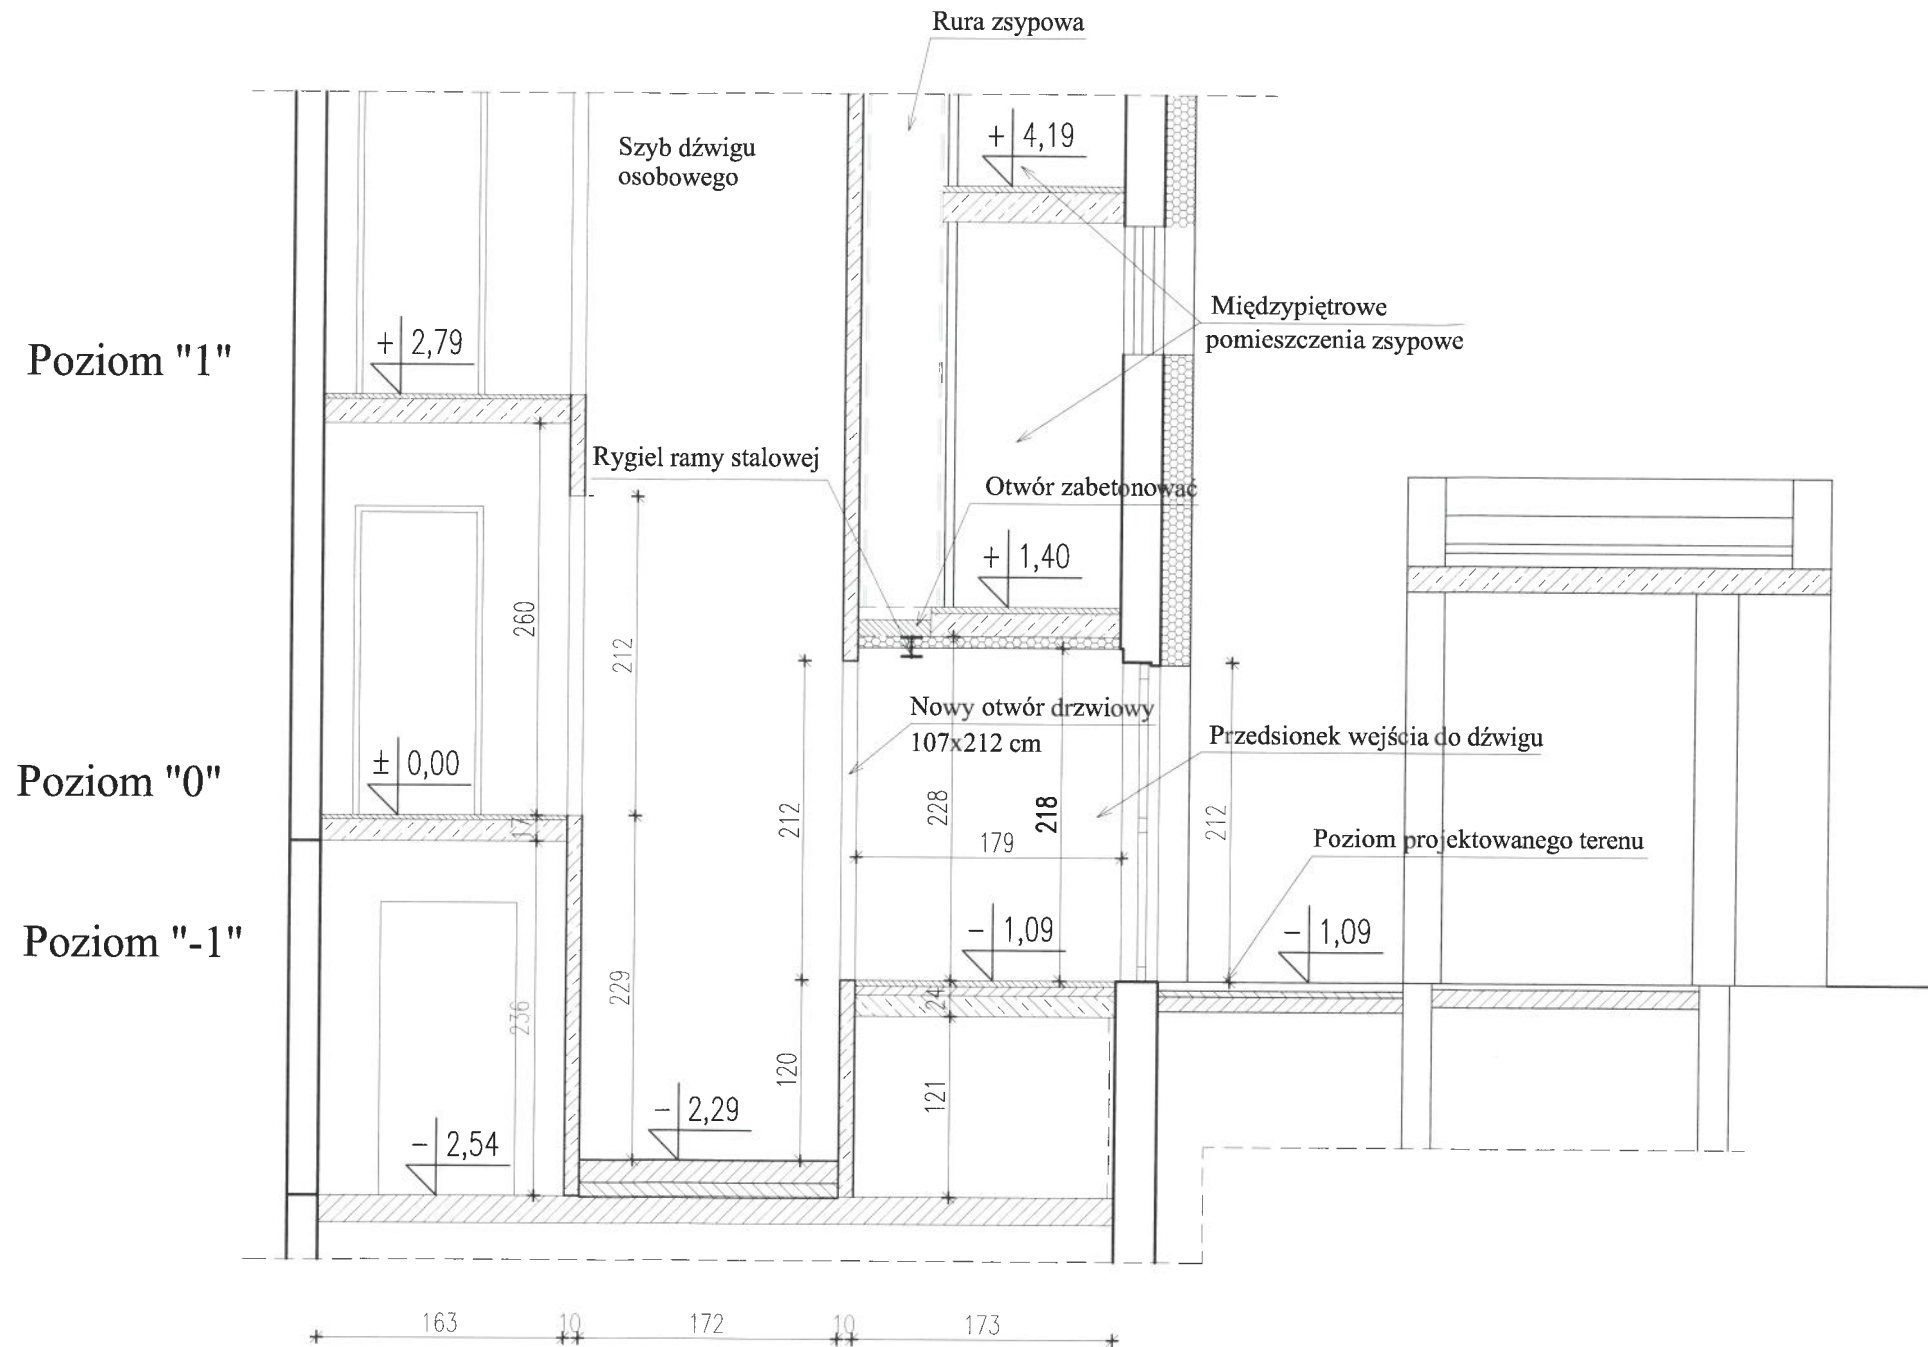 Rura zsypowa
Szyb dźwigu
osobowego
+ 4,19
Międzypiętrowe
pomieszczenia zsypowe
Poziom "1"
+ 2,79
Rygiel ramy stalowej
Otwór zabetonować
+ 1,40
260
212
Nowy otwór drzwiowy
107x212 cm
Przedsionek wejścia do dźwigu
Poziom "0"
± 0,00
17
212
228
218
212
179
Poziom projektowanego terenu
Poziom "-1"
- 1,09
- 1,09
229
236
24
120
121
- 2,29
- 2,54
163
10
172
10
173